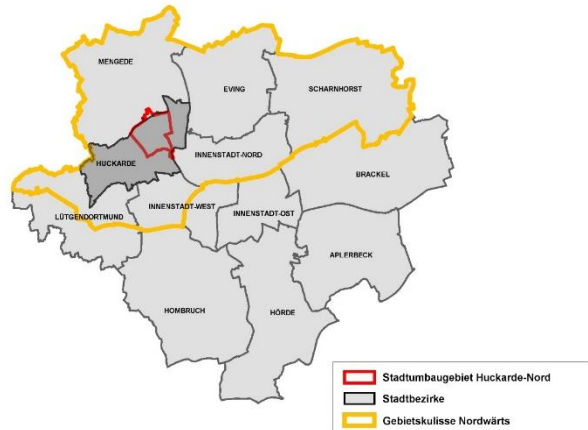 MENGEDE
EVING
SCHARNHORST
HUCKARDE
INNENSTADT-NORD
BRACKEL
LÜTGENDORTMUND
INNENSTADT-WEST
INNENSTADT-OST
APLERBECK
HOMBRUCH
HÖRDE
Stadtumbaugebiet Huckarde-Nord
Stadtbezirke
Gebietskulisse Nordwärts